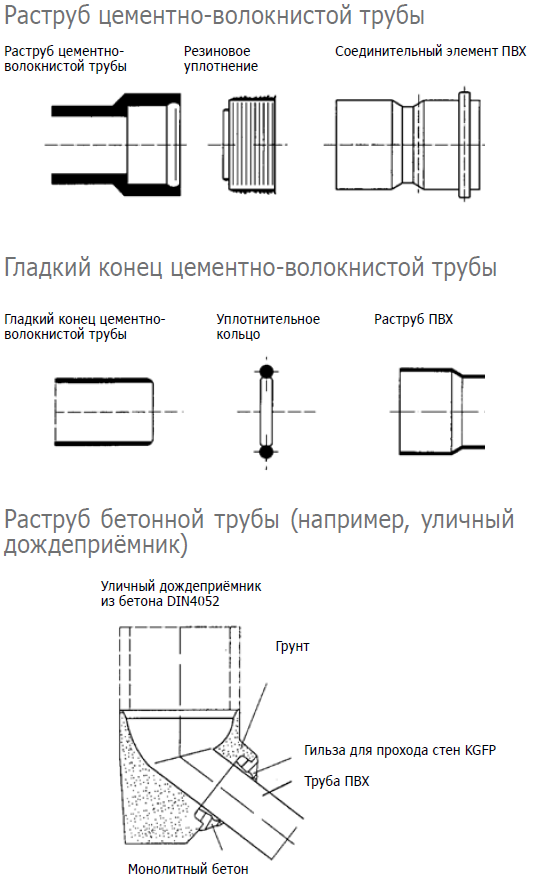 Раструб цементно-волокнистой трубы
Раструб цементно-
волокнистой трубы
Резиновое
уплотнение
Соединительный элемент ПВХ
Гладкий конец цементно-волокнистой трубы
Гладкий конец цементно-
волокнистой трубы
Уплотнительное
кольцо
Раструб ПВХ
Раструб бетонной трубы (например, уличный
дождеприёмник)
Уличный дождеприёмник
из бетона DIN4052
Грунт
Гильза для прохода стен KGFP
Труба ПВХ
Монолитный бетон